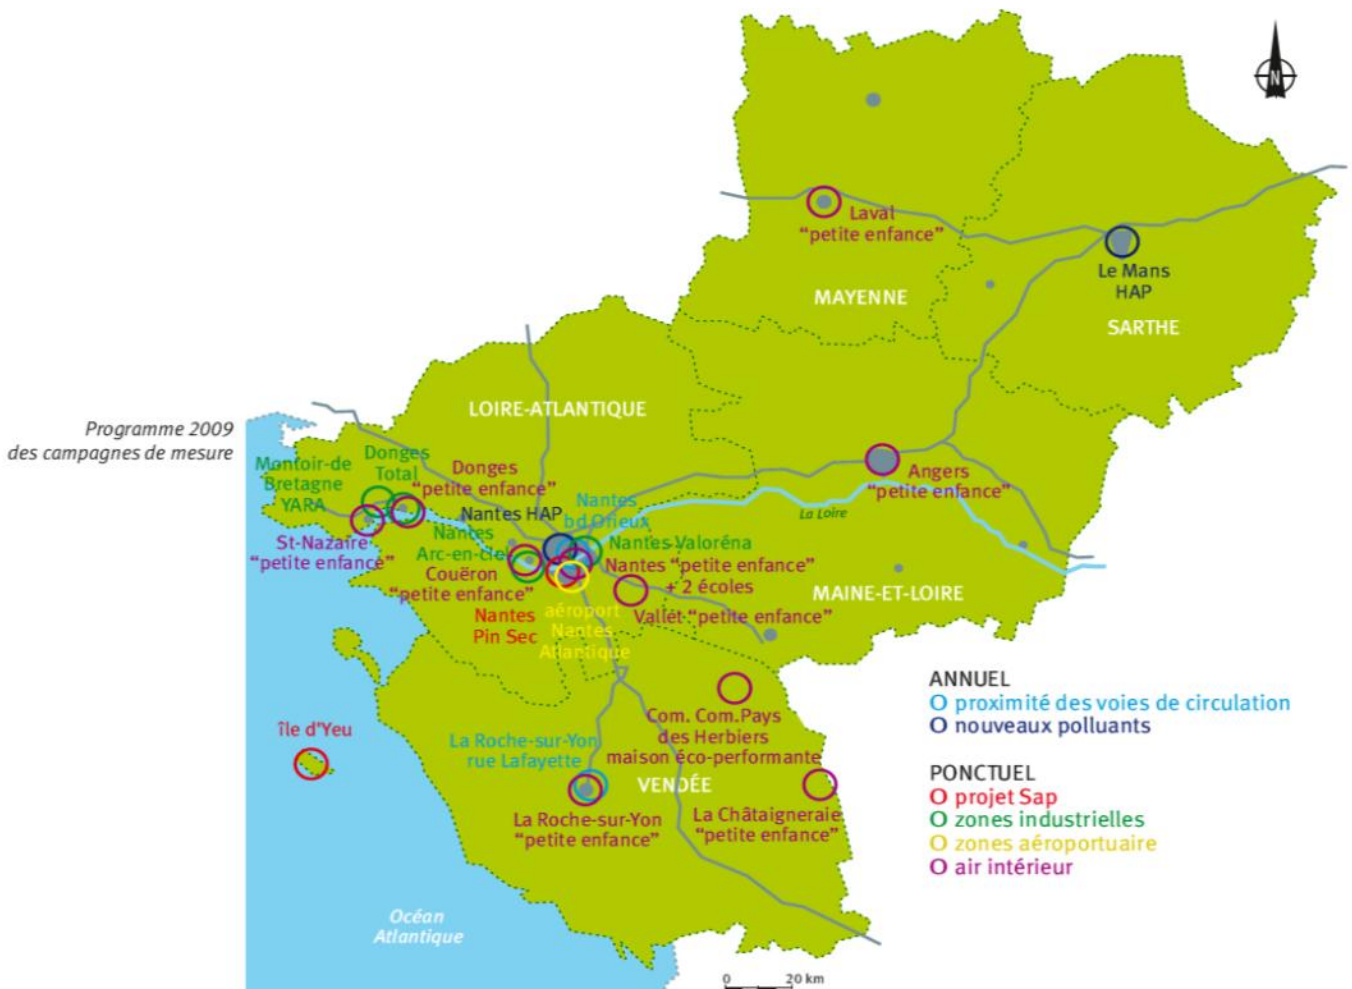 N
Laval
“petite enfance”
Le Mans
HAP
MAYENNE
SARTHE
LOIRE-ATLANTIQUE
Programme 2009
des campagnes de mesure
Montoir-de
Bretagne
YARA
Donges
Total
Donges
“petite enfance”
Angers
“petite enfance”
Nantes HAP
Nantes
bd Orieux
La Loire
St-Nazaire
“petite enfance”
Nantes
Arc-en-ciel
Nantes Valoréna
Couëron
“petite enfance”
Nantes “petite enfance”
+ 2 écoles
MAINE-ET-LOIRE
Nantes
Pin Sec
aéroport
Nantes
Atlantique
Vallet “petite enfance”
île d’Yeu
Com. Com.Pays
des Herbiers
maison éco-performante
La Roche-sur-Yon
rue Lafayette
VENDÉE
La Roche-sur-Yon
“petite enfance”
La Châtaigneraie
“petite enfance”
ANNUEL
O proximité des voies de circulation
O nouveaux polluants
PONCTUEL
O projet Sap
O zones industrielles
O zones aéroportuaire
O air intérieur
Océan
Atlantique
0 20 km